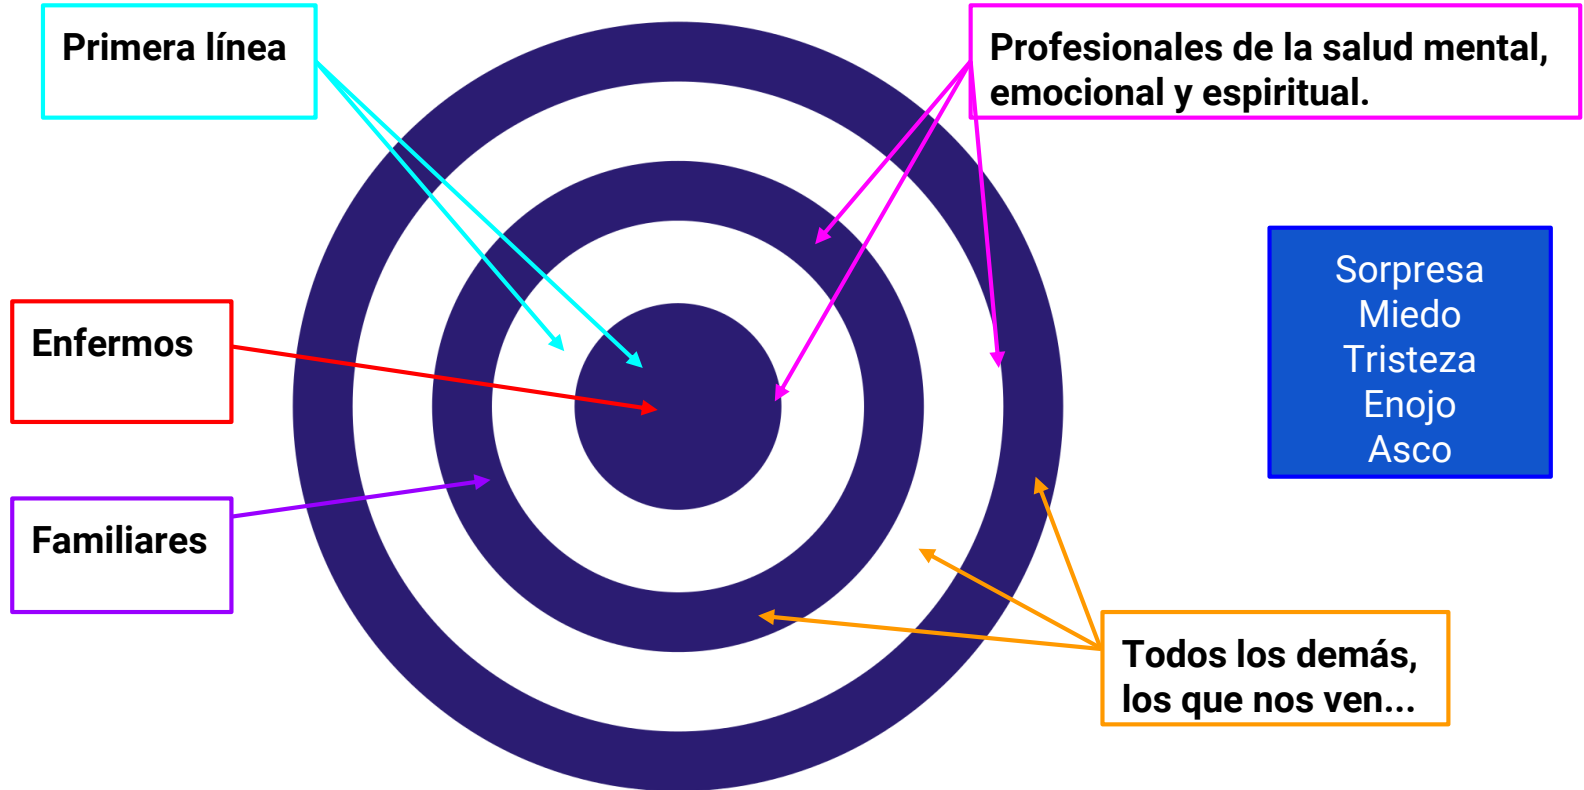 Primera línea
Profesionales de la salud mental,
emocional y espiritual.
Enfermos
Familiares
Sorpresa
Miedo
Tristeza
Enojo
Asco
Todos los demás,
los que nos ven...